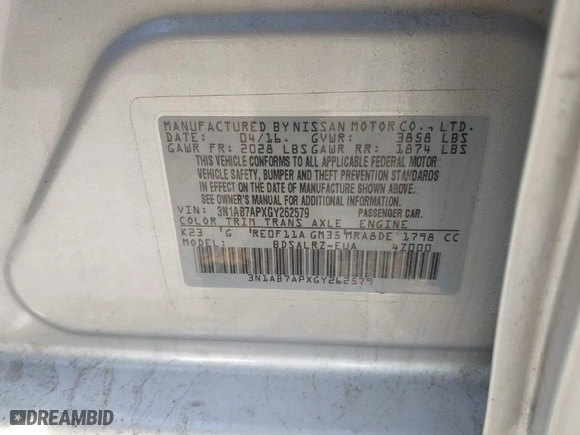 MANUFACTURED BY NISSAN MOTOR CO., LTD.
DATE: 04/16 GVWR: 3858 LBS
GAWR FR: 2028 LBS GAWR RR: 1874 LBS
THIS VEHICLE CONFORMS TO ALL APPLICABLE FEDERAL MOTOR
VEHICLE SAFETY, BUMPER AND THEFT PREVENTION STANDARDS
IN EFFECT ON THE DATE OF MANUFACTURE SHOWN ABOVE.
SEE OWNER'S MANUAL FOR ADDITIONAL INFORMATION
VIN: 3N1AB7APXGY262579 PASSENGER CAR.
COLOR TRIM TRANS AXLE ENGINE
K23 G RE0F11A GM35 MRA8DE 1798 CC
MODEL: BDSALRZ-EUA 4Z000
3N1AB7APXGY262579
DREAMBID